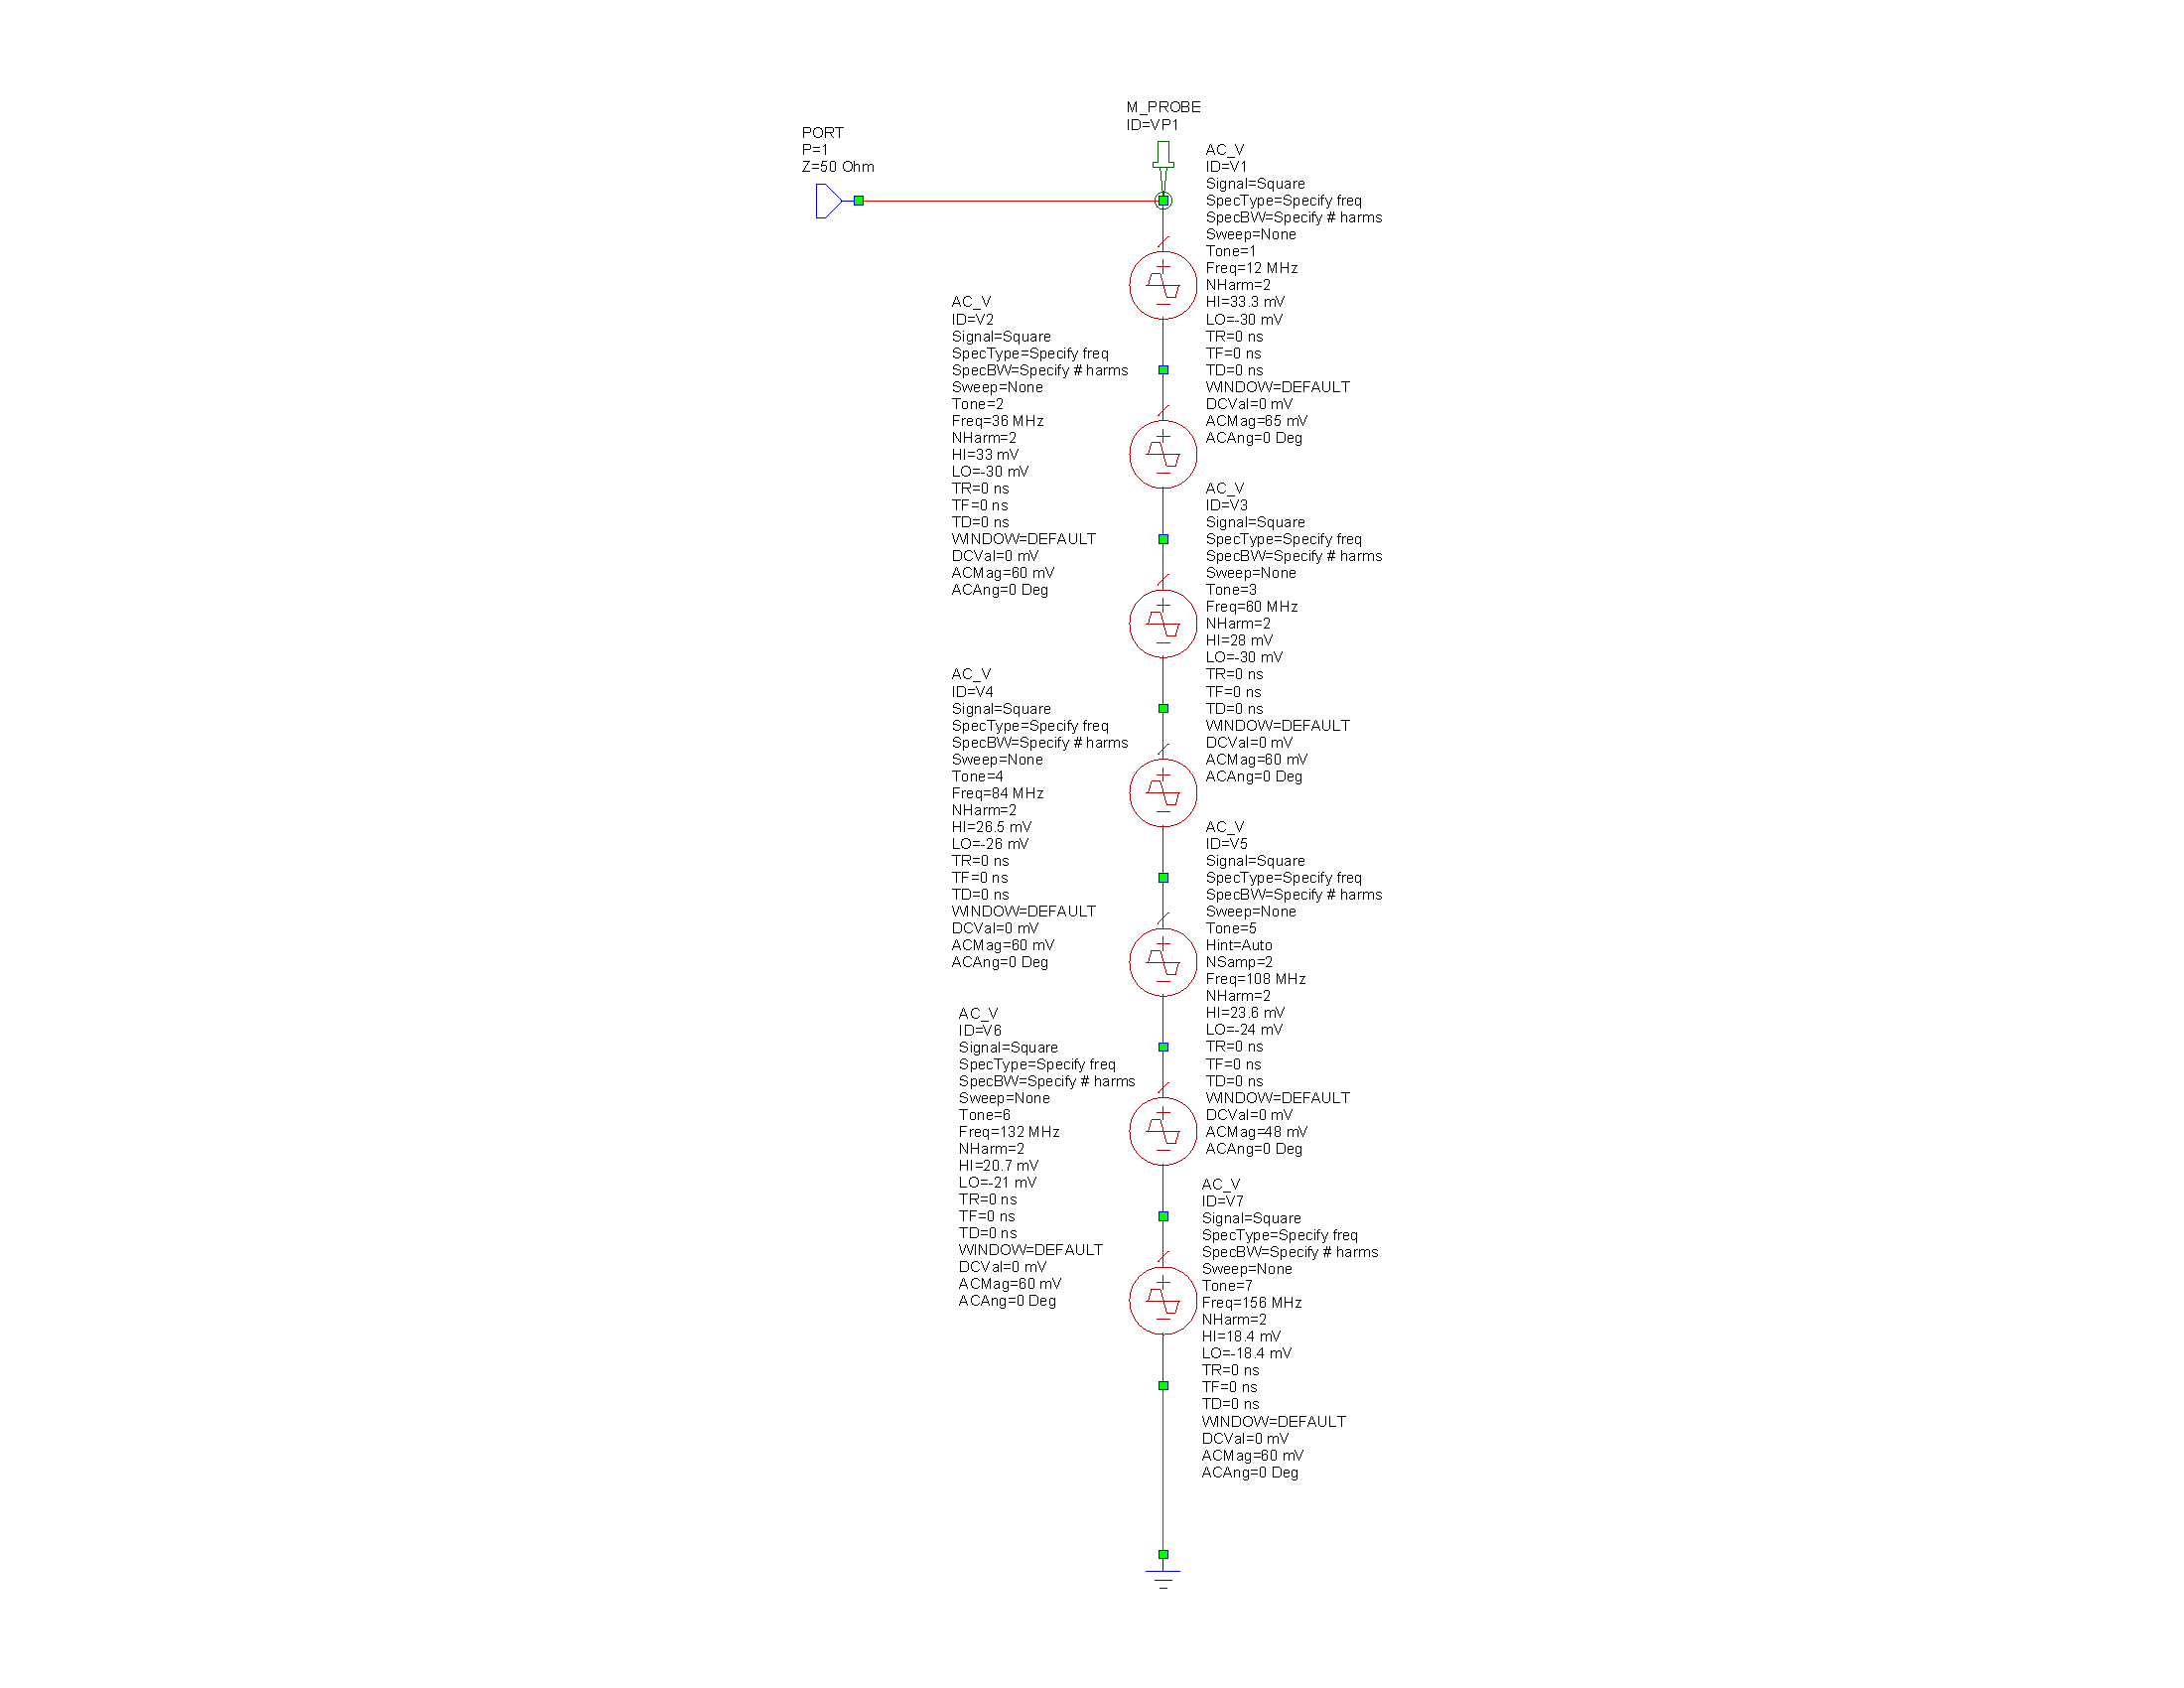 PORT
P=1
Z=50 Ohm
M_PROBE
ID=VP1
AC_V
ID=V1
Signal=Square
SpecType=Specify freq
SpecBW=Specify # harms
Sweep=None
Tone=1
Freq=12 MHz
NHarm=2
HI=33.3 mV
LO=-30 mV
TR=0 ns
TF=0 ns
TD=0 ns
WINDOW=DEFAULT
DCVal=0 mV
ACMag=65 mV
ACAng=0 Deg
AC_V
ID=V2
Signal=Square
SpecType=Specify freq
SpecBW=Specify # harms
Sweep=None
Tone=2
Freq=36 MHz
NHarm=2
HI=33 mV
LO=-30 mV
TR=0 ns
TF=0 ns
TD=0 ns
WINDOW=DEFAULT
DCVal=0 mV
ACMag=60 mV
ACAng=0 Deg
AC_V
ID=V3
Signal=Square
SpecType=Specify freq
SpecBW=Specify # harms
Sweep=None
Tone=3
Freq=60 MHz
NHarm=2
HI=28 mV
LO=-30 mV
TR=0 ns
TF=0 ns
TD=0 ns
WINDOW=DEFAULT
DCVal=0 mV
ACMag=60 mV
ACAng=0 Deg
AC_V
ID=V4
Signal=Square
SpecType=Specify freq
SpecBW=Specify # harms
Sweep=None
Tone=4
Freq=84 MHz
NHarm=2
HI=26.5 mV
LO=-26 mV
TR=0 ns
TF=0 ns
TD=0 ns
WINDOW=DEFAULT
DCVal=0 mV
ACMag=60 mV
ACAng=0 Deg
AC_V
ID=V5
Signal=Square
SpecType=Specify freq
SpecBW=Specify # harms
Sweep=None
Tone=5
Hint=Auto
NSamp=2
Freq=108 MHz
NHarm=2
HI=23.6 mV
LO=-24 mV
TR=0 ns
TF=0 ns
TD=0 ns
WINDOW=DEFAULT
DCVal=0 mV
ACMag=48 mV
ACAng=0 Deg
AC_V
ID=V6
Signal=Square
SpecType=Specify freq
SpecBW=Specify # harms
Sweep=None
Tone=6
Freq=132 MHz
NHarm=2
HI=20.7 mV
LO=-21 mV
TR=0 ns
TF=0 ns
TD=0 ns
WINDOW=DEFAULT
DCVal=0 mV
ACMag=60 mV
ACAng=0 Deg
AC_V
ID=V7
Signal=Square
SpecType=Specify freq
SpecBW=Specify # harms
Sweep=None
Tone=7
Freq=156 MHz
NHarm=2
HI=18.4 mV
LO=-18.4 mV
TR=0 ns
TF=0 ns
TD=0 ns
WINDOW=DEFAULT
DCVal=0 mV
ACMag=60 mV
ACAng=0 Deg